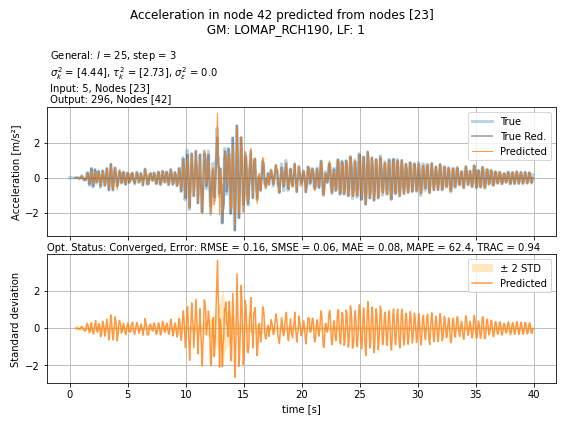 Acceleration in node 42 predicted from nodes [23]
GM: LOMAP_RCH190, LF: 1
General: l = 25, step = 3
σ²ₖ = [4.44], τ²ₖ = [2.73], σ²ε = 0.0
Input: 5, Nodes [23]
Output: 296, Nodes [42]
True
True Red.
Predicted
Acceleration [m/s²]
2
0
−2
Opt. Status: Converged, Error: RMSE = 0.16, SMSE = 0.06, MAE = 0.08, MAPE = 62.4, TRAC = 0.94
± 2 STD
Predicted
Standard deviation
2
0
−2
0 5 10 15 20 25 30 35 40
time [s]